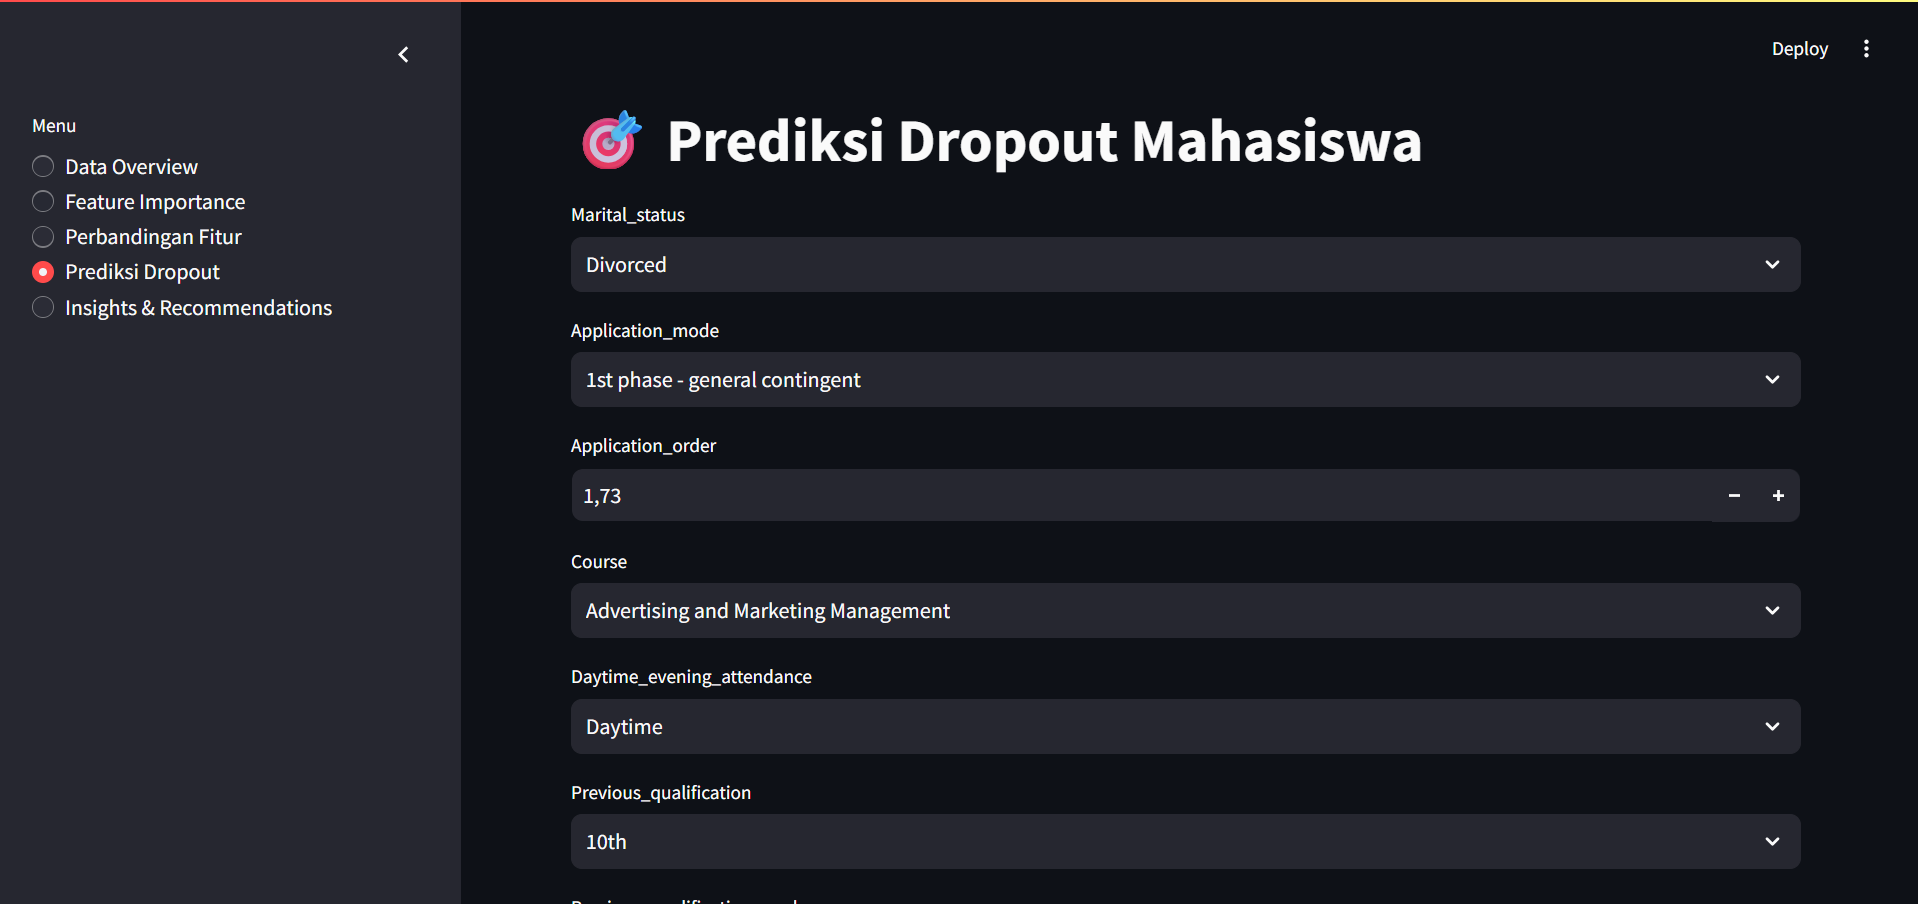 Deploy
Menu
Data Overview
Feature Importance
Perbandingan Fitur
Prediksi Dropout
Insights & Recommendations
Prediksi Dropout Mahasiswa
Marital_status
Divorced
Application_mode
1st phase - general contingent
Application_order
1,73
Course
Advertising and Marketing Management
Daytime_evening_attendance
Daytime
Previous_qualification
10th